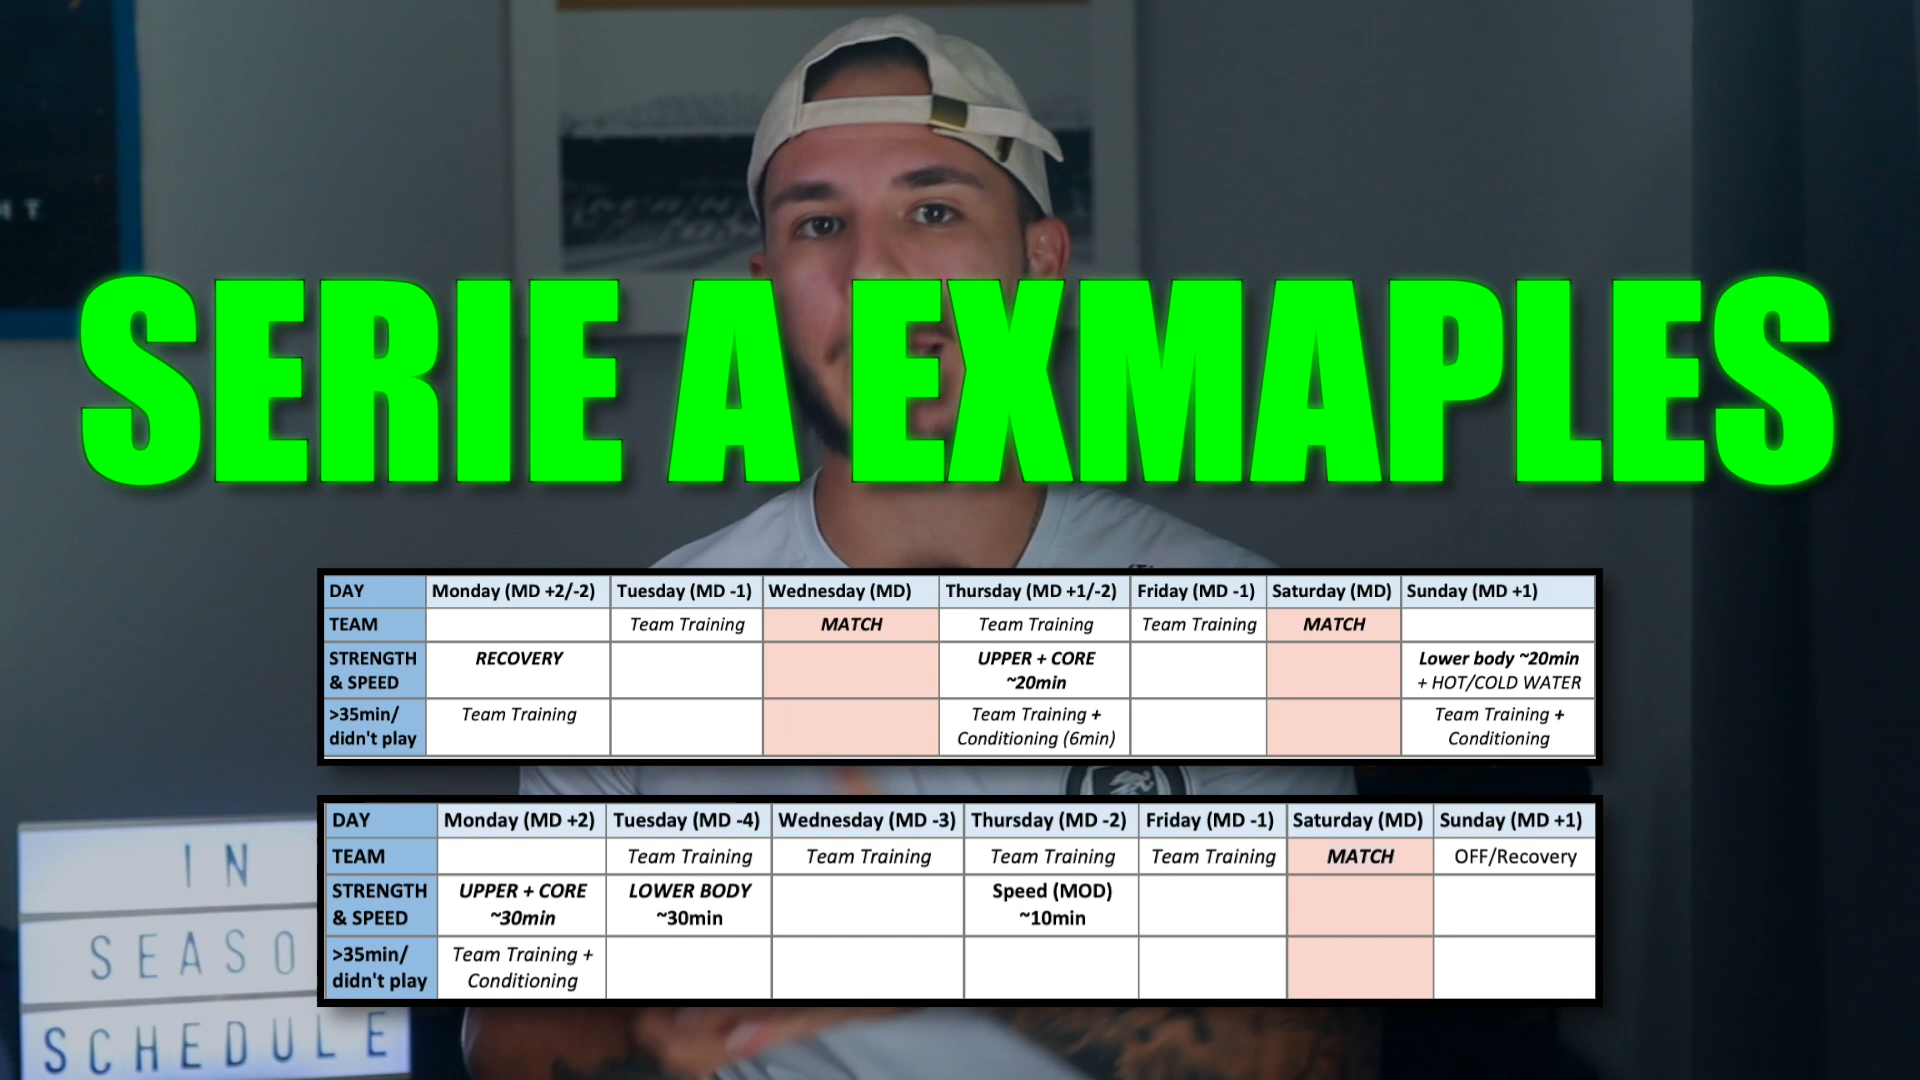 HT
SERIE A EXMAPLES
DAY Monday (MD +2/-2) Tuesday (MD -1) Wednesday (MD) Thursday (MD +1/-2) Friday (MD -1) Saturday (MD) Sunday (MD +1)
TEAM Team Training MATCH Team Training Team Training MATCH
STRENGTH RECOVERY UPPER + CORE Lower body ~20min
& SPEED ~20min + HOT/COLD WATER
>35min/ Team Training Team Training + Team Training +
didn't play Conditioning (6min) Conditioning
DAY Monday (MD +2) Tuesday (MD -4) Wednesday (MD -3) Thursday (MD -2) Friday (MD -1) Saturday (MD) Sunday (MD +1)
TEAM Team Training Team Training Team Training Team Training MATCH OFF/Recovery
STRENGTH UPPER + CORE LOWER BODY Speed (MOD)
& SPEED ~30min ~30min ~10min
>35min/ Team Training +
didn't play Conditioning
IN
SEASO
SCHEDULE